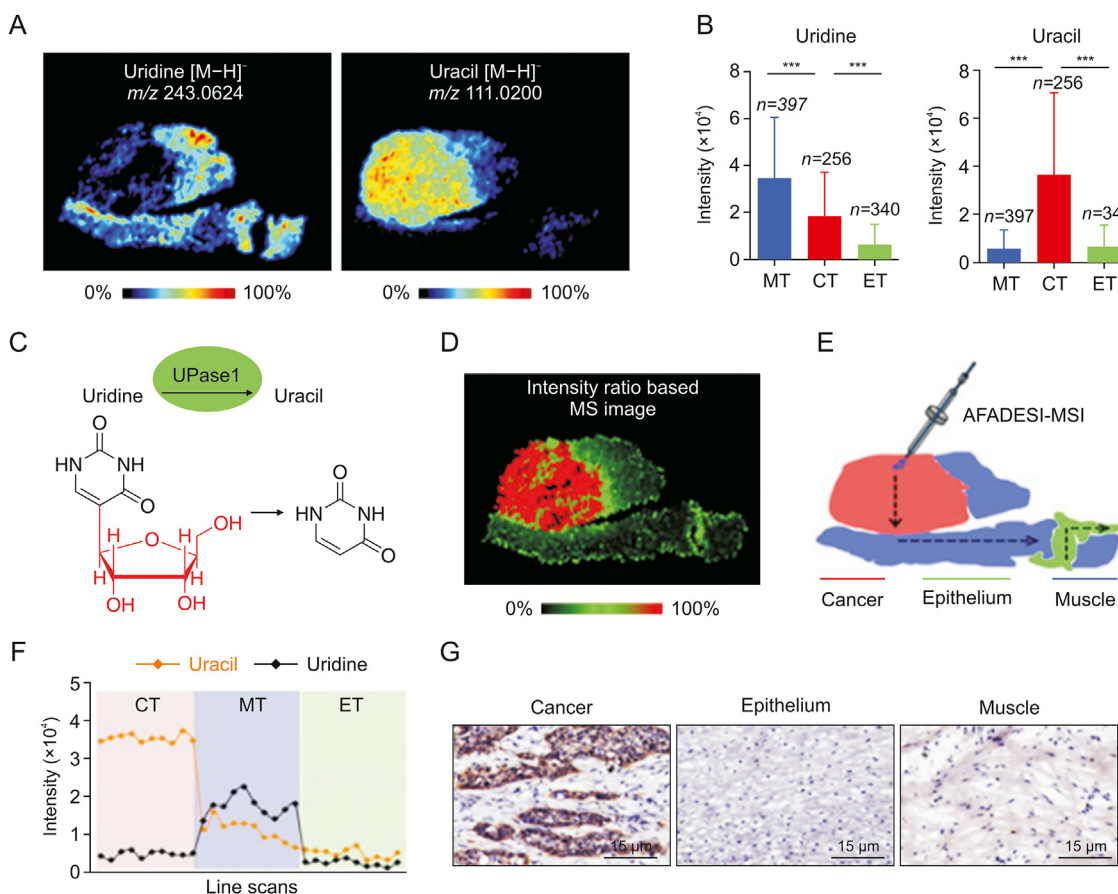 A
Uridine [M−H]⁻
m/z 243.0624
Uracil [M−H]⁻
m/z 111.0200
0% 100%
0% 100%
B
Uridine
Intensity (×10⁴)
8
6
4
2
0
*** ***
n=397
n=256
n=340
MT CT ET
Uracil
Intensity (×10⁴)
8
6
4
2
0
*** ***
n=256
n=397
n=34
MT CT ET
C
UPase1
Uridine Uracil
O
HN NH
O
O
OH
H H
H H
OH OH
O
HN NH
O
D
Intensity ratio based
MS image
0% 100%
E
AFADESI-MSI
Cancer Epithelium Muscle
F
Uracil Uridine
Intensity (×10⁴)
5
4
3
2
1
0
CT MT ET
Line scans
G
Cancer Epithelium Muscle
15 μm 15 μm 15 μm